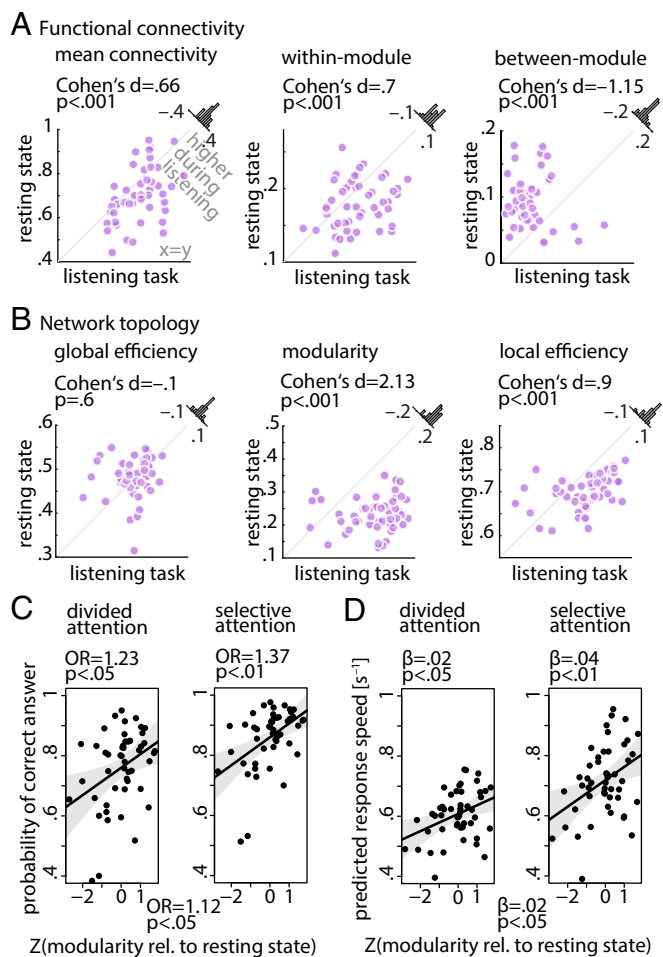 A Functional connectivity
mean connectivity
within-module
between-module
Cohen‘s d=.66
p<.001
Cohen‘s d=.7
p<.001
Cohen‘s d=−1.15
p<.001
−.4
.4
−.1
.1
−.2
.2
1
.8
.6
.4
resting state
higher
during
listening
x=y
listening task
.2
.1
resting state
listening task
.2
.1
0
resting state
listening task
B Network topology
global efficiency
modularity
local efficiency
Cohen‘s d=−.1
p=.6
Cohen‘s d=2.13
p<.001
Cohen‘s d=.9
p<.001
−.1
.1
−.2
.2
−.1
.1
.6
.5
.4
.3
resting state
listening task
.5
.4
.3
.2
.1
resting state
listening task
.8
.7
.6
resting state
listening task
C
divided
attention
selective
attention
OR=1.23
p<.05
OR=1.37
p<.01
probability of correct answer
1
.8
.6
.4
1
.8
.6
.4
−2
0
1
−2
0
1
OR=1.12
p<.05
Z(modularity rel. to resting state)
D
divided
attention
selective
attention
β=.02
p<.05
β=.04
p<.01
predicted response speed [s⁻¹]
1
.8
.6
.4
1
.8
.6
.4
−2
0
1
−2
0
1
β=.02
p<.05
Z(modularity rel. to resting state)